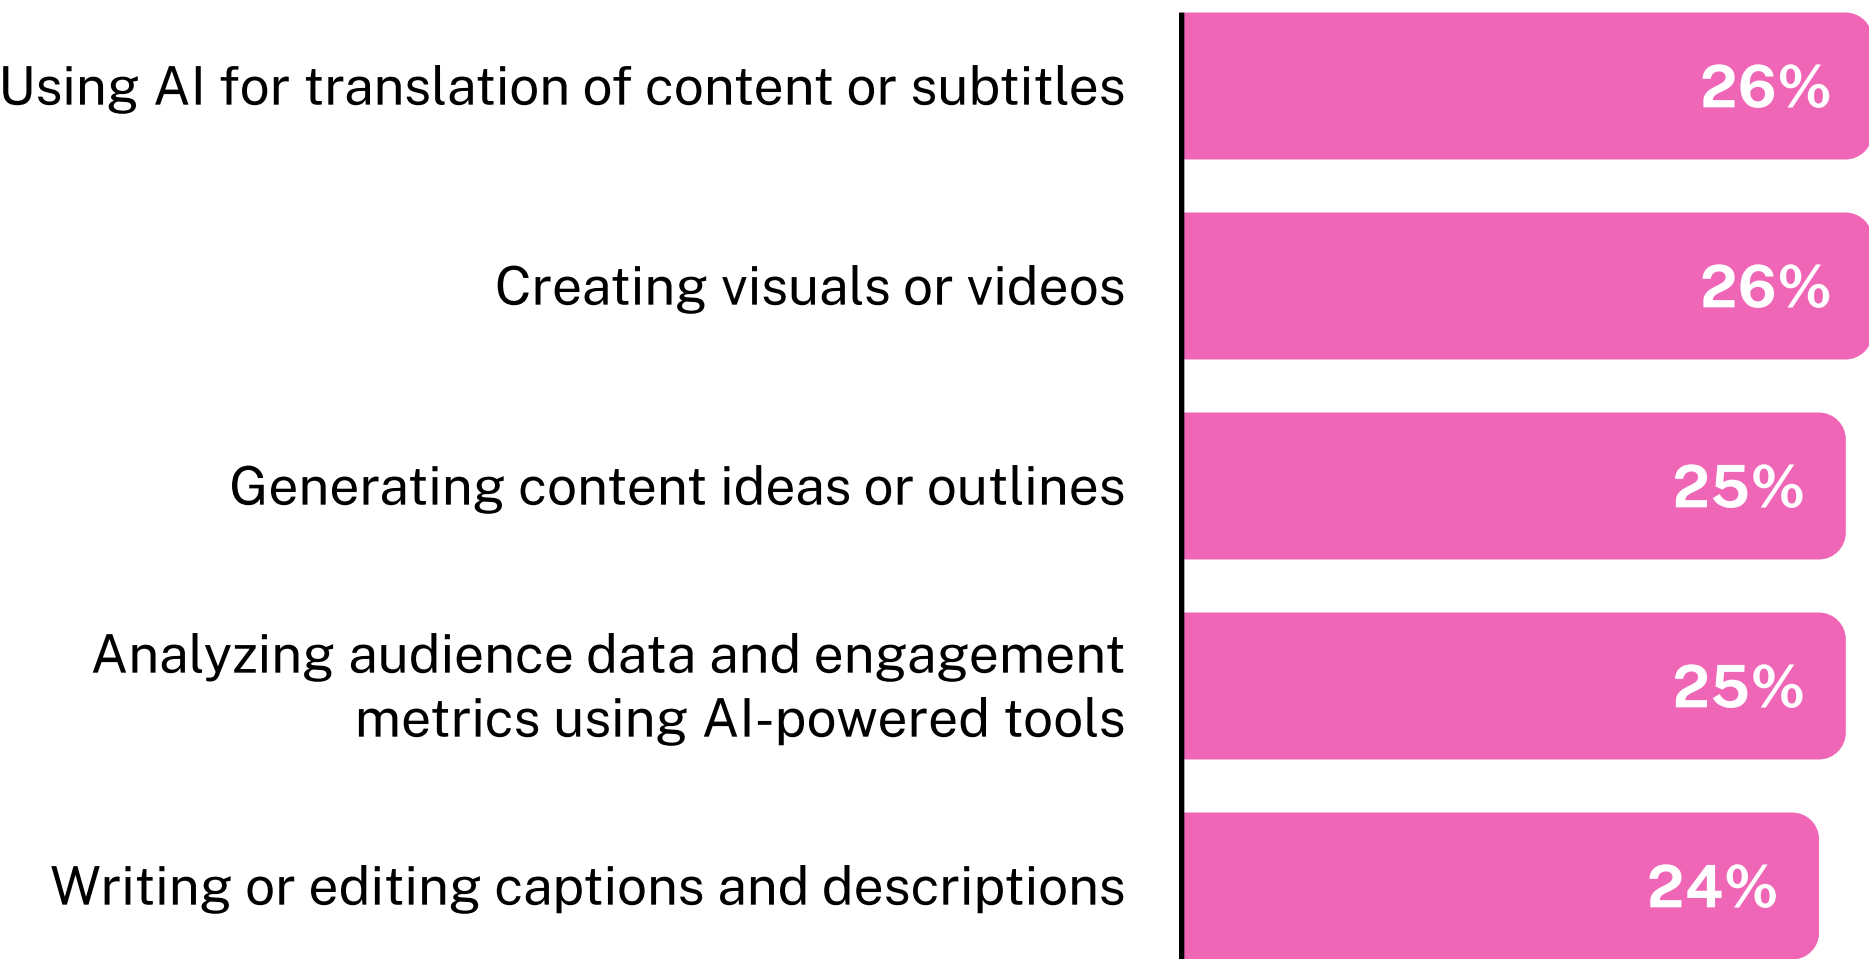 Using AI for translation of content or subtitles
26%
Creating visuals or videos
26%
Generating content ideas or outlines
25%
Analyzing audience data and engagement
metrics using AI-powered tools
25%
Writing or editing captions and descriptions
24%